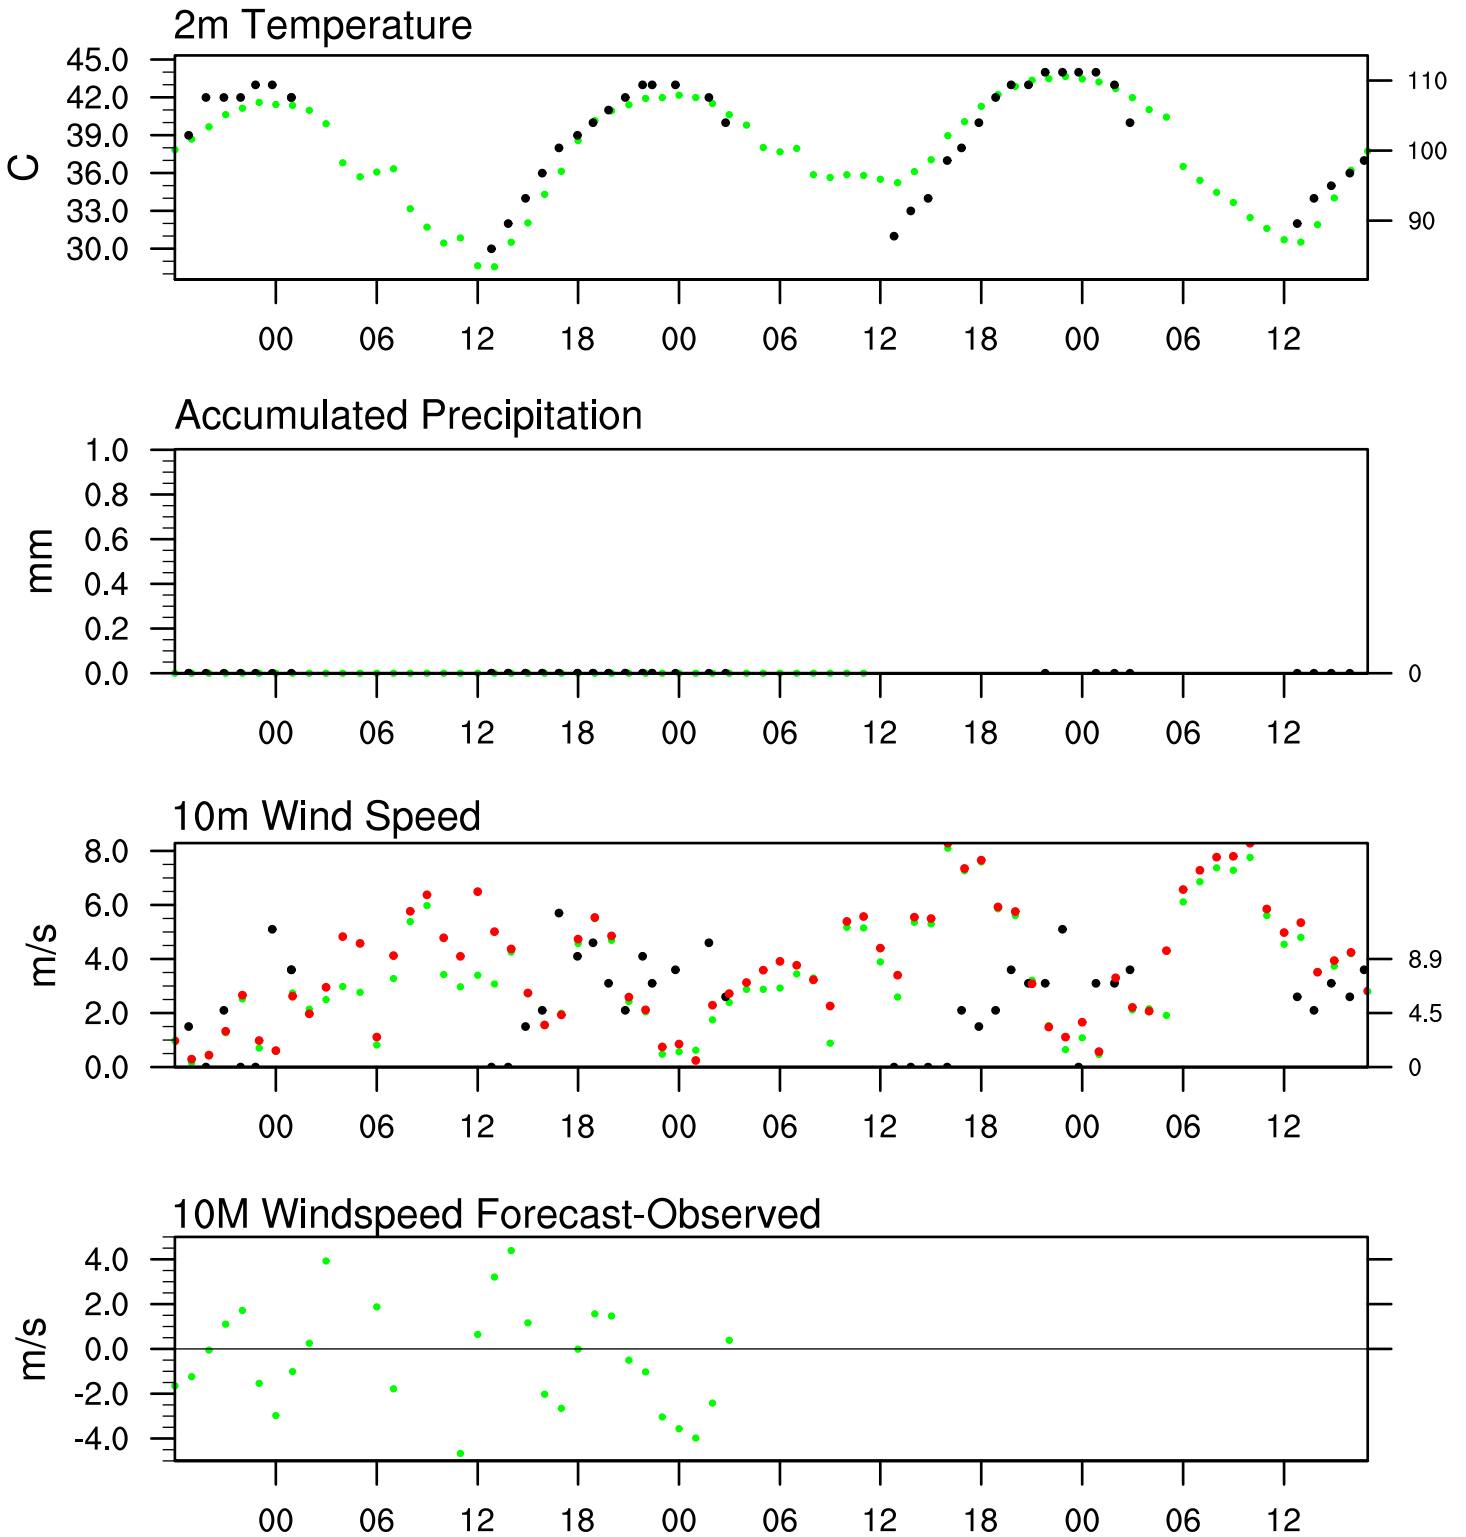 2m Temperature
45.0
42.0
39.0
36.0
33.0
30.0
C
110
100
90
00 06 12 18 00 06 12 18 00 06 12
Accumulated Precipitation
1.0
0.8
0.6
0.4
0.2
0.0
mm
0
00 06 12 18 00 06 12 18 00 06 12
10m Wind Speed
8.0
6.0
4.0
2.0
0.0
m/s
8.9
4.5
0
00 06 12 18 00 06 12 18 00 06 12
10M Windspeed Forecast-Observed
4.0
2.0
0.0
-2.0
-4.0
m/s
00 06 12 18 00 06 12 18 00 06 12